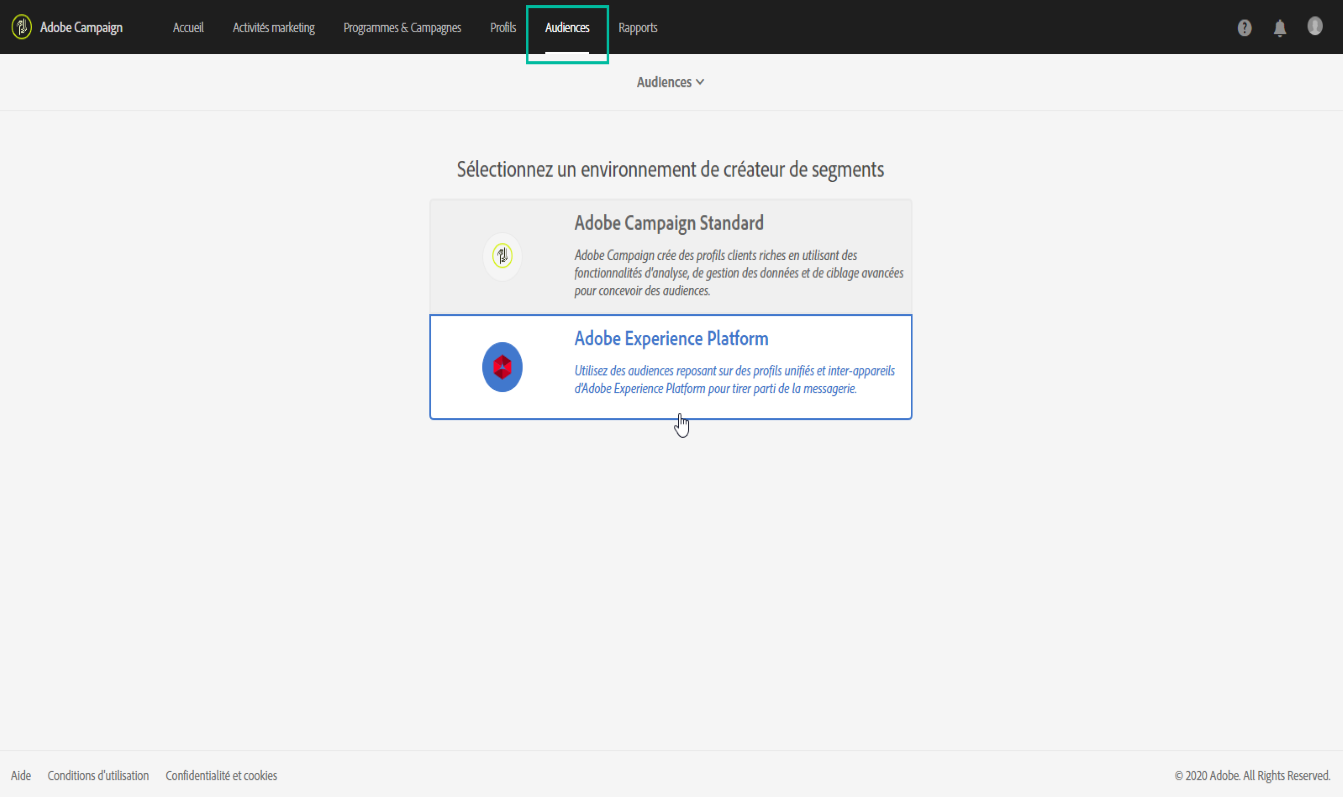 Adobe Campaign Accueil Activités marketing Programmes & Campagnes Profils Audiences Rapports
Audiences
Sélectionnez un environnement de créateur de segments
Adobe Campaign Standard
Adobe Campaign crée des profils clients riches en utilisant des
fonctionnalités d'analyse, de gestion des données et de ciblage avancées
pour concevoir des audiences.
Adobe Experience Platform
Utilisez des audiences reposant sur des profils unifiés et inter-appareils
d'Adobe Experience Platform pour tirer parti de la messagerie.
Aide Conditions d'utilisation Confidentialité et cookies © 2020 Adobe. All Rights Reserved.